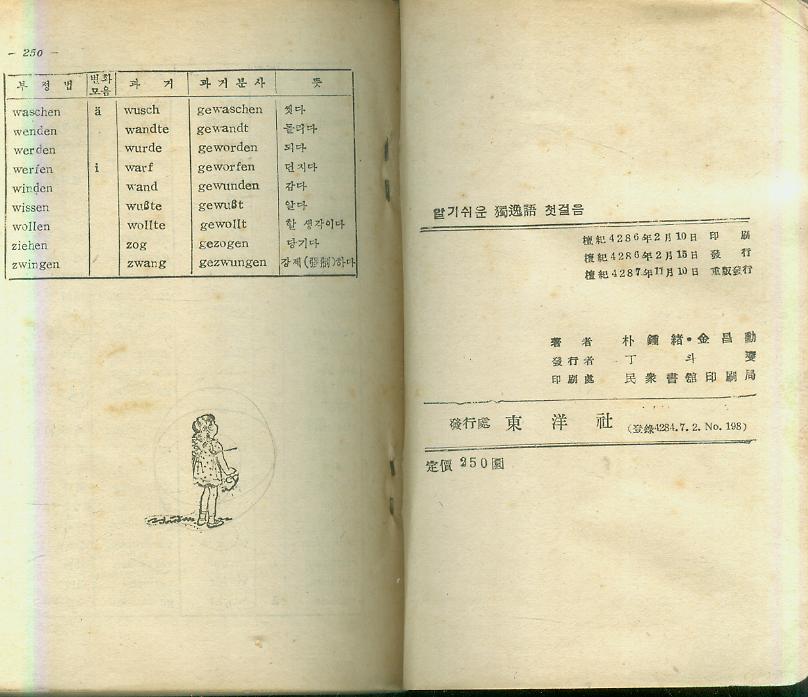 - 250 -
부 정 법 변화 모음 과 거 과 거 분 사 뜻
waschen ä wusch gewaschen 씻다
wenden wandte gewandt 돌리다
werden wurde geworden 되다
werfen i warf geworfen 던지다
winden wand gewunden 감다
wissen wußte gewußt 알다
wollen wollte gewollt 할 생각이다
ziehen zog gezogen 당기다
zwingen zwang gezwungen 강제(强制)하다
알기쉬운 獨逸語 첫걸음
檀紀 4286年2月10日 印 刷
檀紀 4286年2月15日 發 行
檀紀 4287年11月10日 重版發行
著 者 朴 鍾 緖・金 昌 勳
發行者 丁
印刷處 民 衆 書 館 印 刷 局
發行處 東 洋 社 (登錄4284.7.2. No.198)
定價 250圜